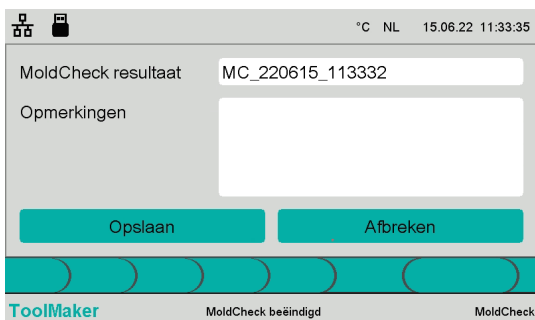 °C NL 15.06.22 11:33:35
MoldCheck resultaat MC_220615_113332
Opmerkingen
Opslaan Afbreken
ToolMaker MoldCheck beëindigd MoldCheck